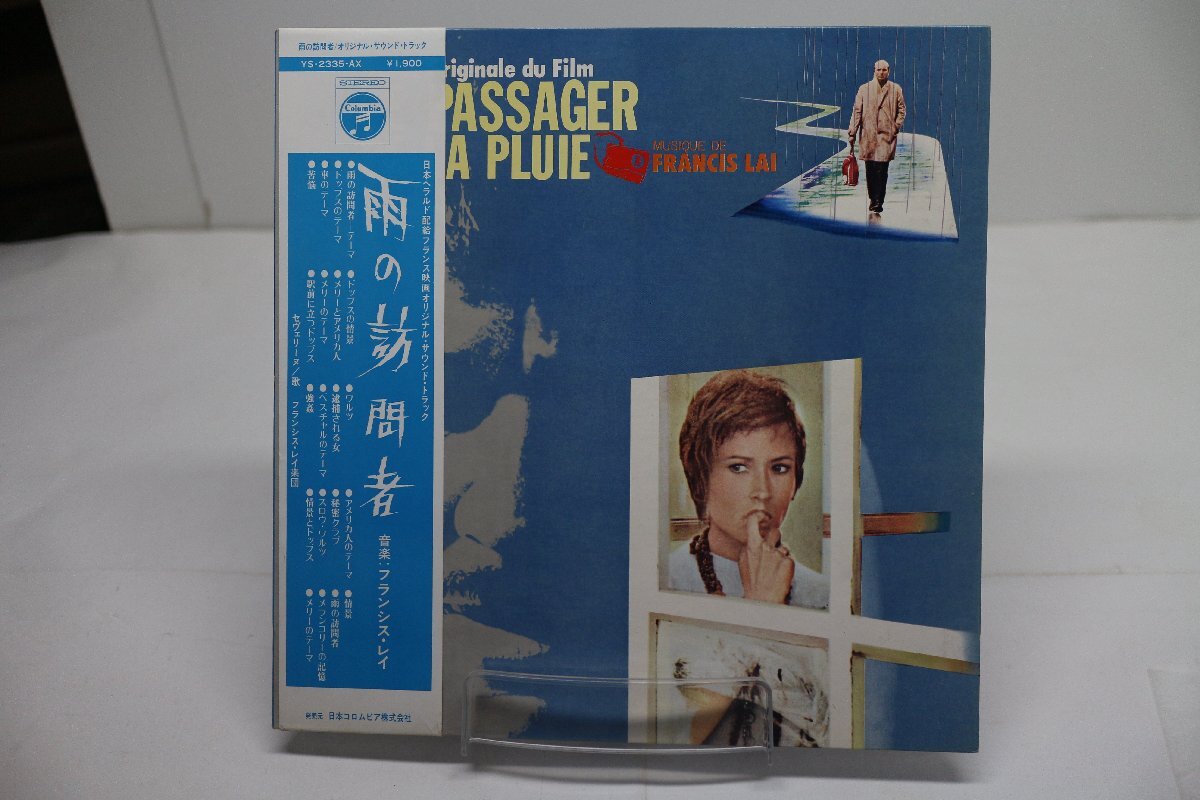 雨の訪問者/オリジナル・サウンド・トラック
YS-2335-AX ¥1,900
STEREO
Columbia
日本ヘラルド配給フランス映画オリジナル・サウンド・トラック
雨の訪問者
音楽:フランシス・レイ
●雨の訪問者-テーマ
●ドップスのテーマ
●車のテーマ
●苦悩
●ドップスの情景
●メリーとアメリカ人
●メリーのテーマ
●駅前に立つドップス
●ワルツ
●逮捕される女
●ペスチャルのテーマ
●強姦
●アメリカ人のテーマ
●秘密クラブ
●スロウ・ワルツ
●情景とドップス
●情景
●雨の訪問者
●メランコリーの記憶
●メリーのテーマ
セヴェリーヌ/歌 フランシス・レイ楽団
発売元 日本コロムビア株式会社
riginale du Film
PASSAGER
A PLUIE
MUSIQUE DE
FRANCIS LAI